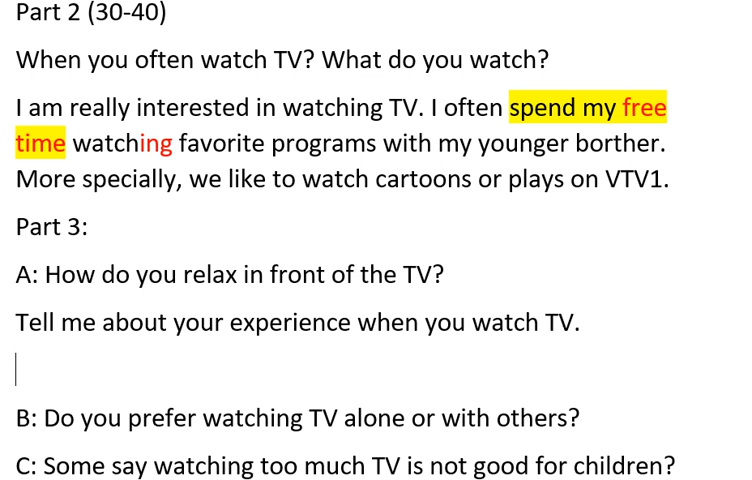 Part 2 (30-40)
When you often watch TV? What do you watch?
I am really interested in watching TV. I often spend my free
time watching favorite programs with my younger borther.
More specially, we like to watch cartoons or plays on VTV1.
Part 3:
A: How do you relax in front of the TV?
Tell me about your experience when you watch TV.
B: Do you prefer watching TV alone or with others?
C: Some say watching too much TV is not good for children?